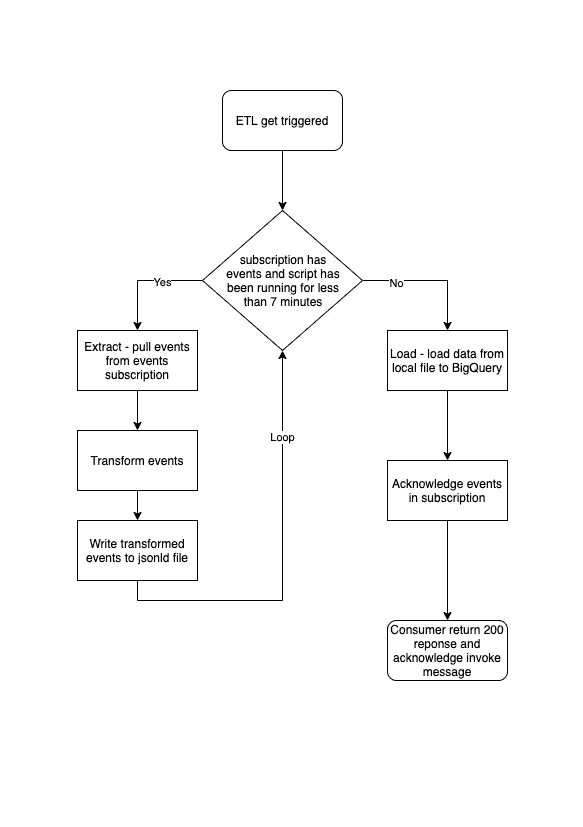 ETL get triggered
subscription has
events and script has
been running for less
than 7 minutes
Yes
No
Extract - pull events
from events
subscription
Load - load data from
local file to BigQuery
Loop
Transform events
Acknowledge events
in subscription
Write transformed
events to jsonld file
Consumer return 200
reponse and
acknowledge invoke
message